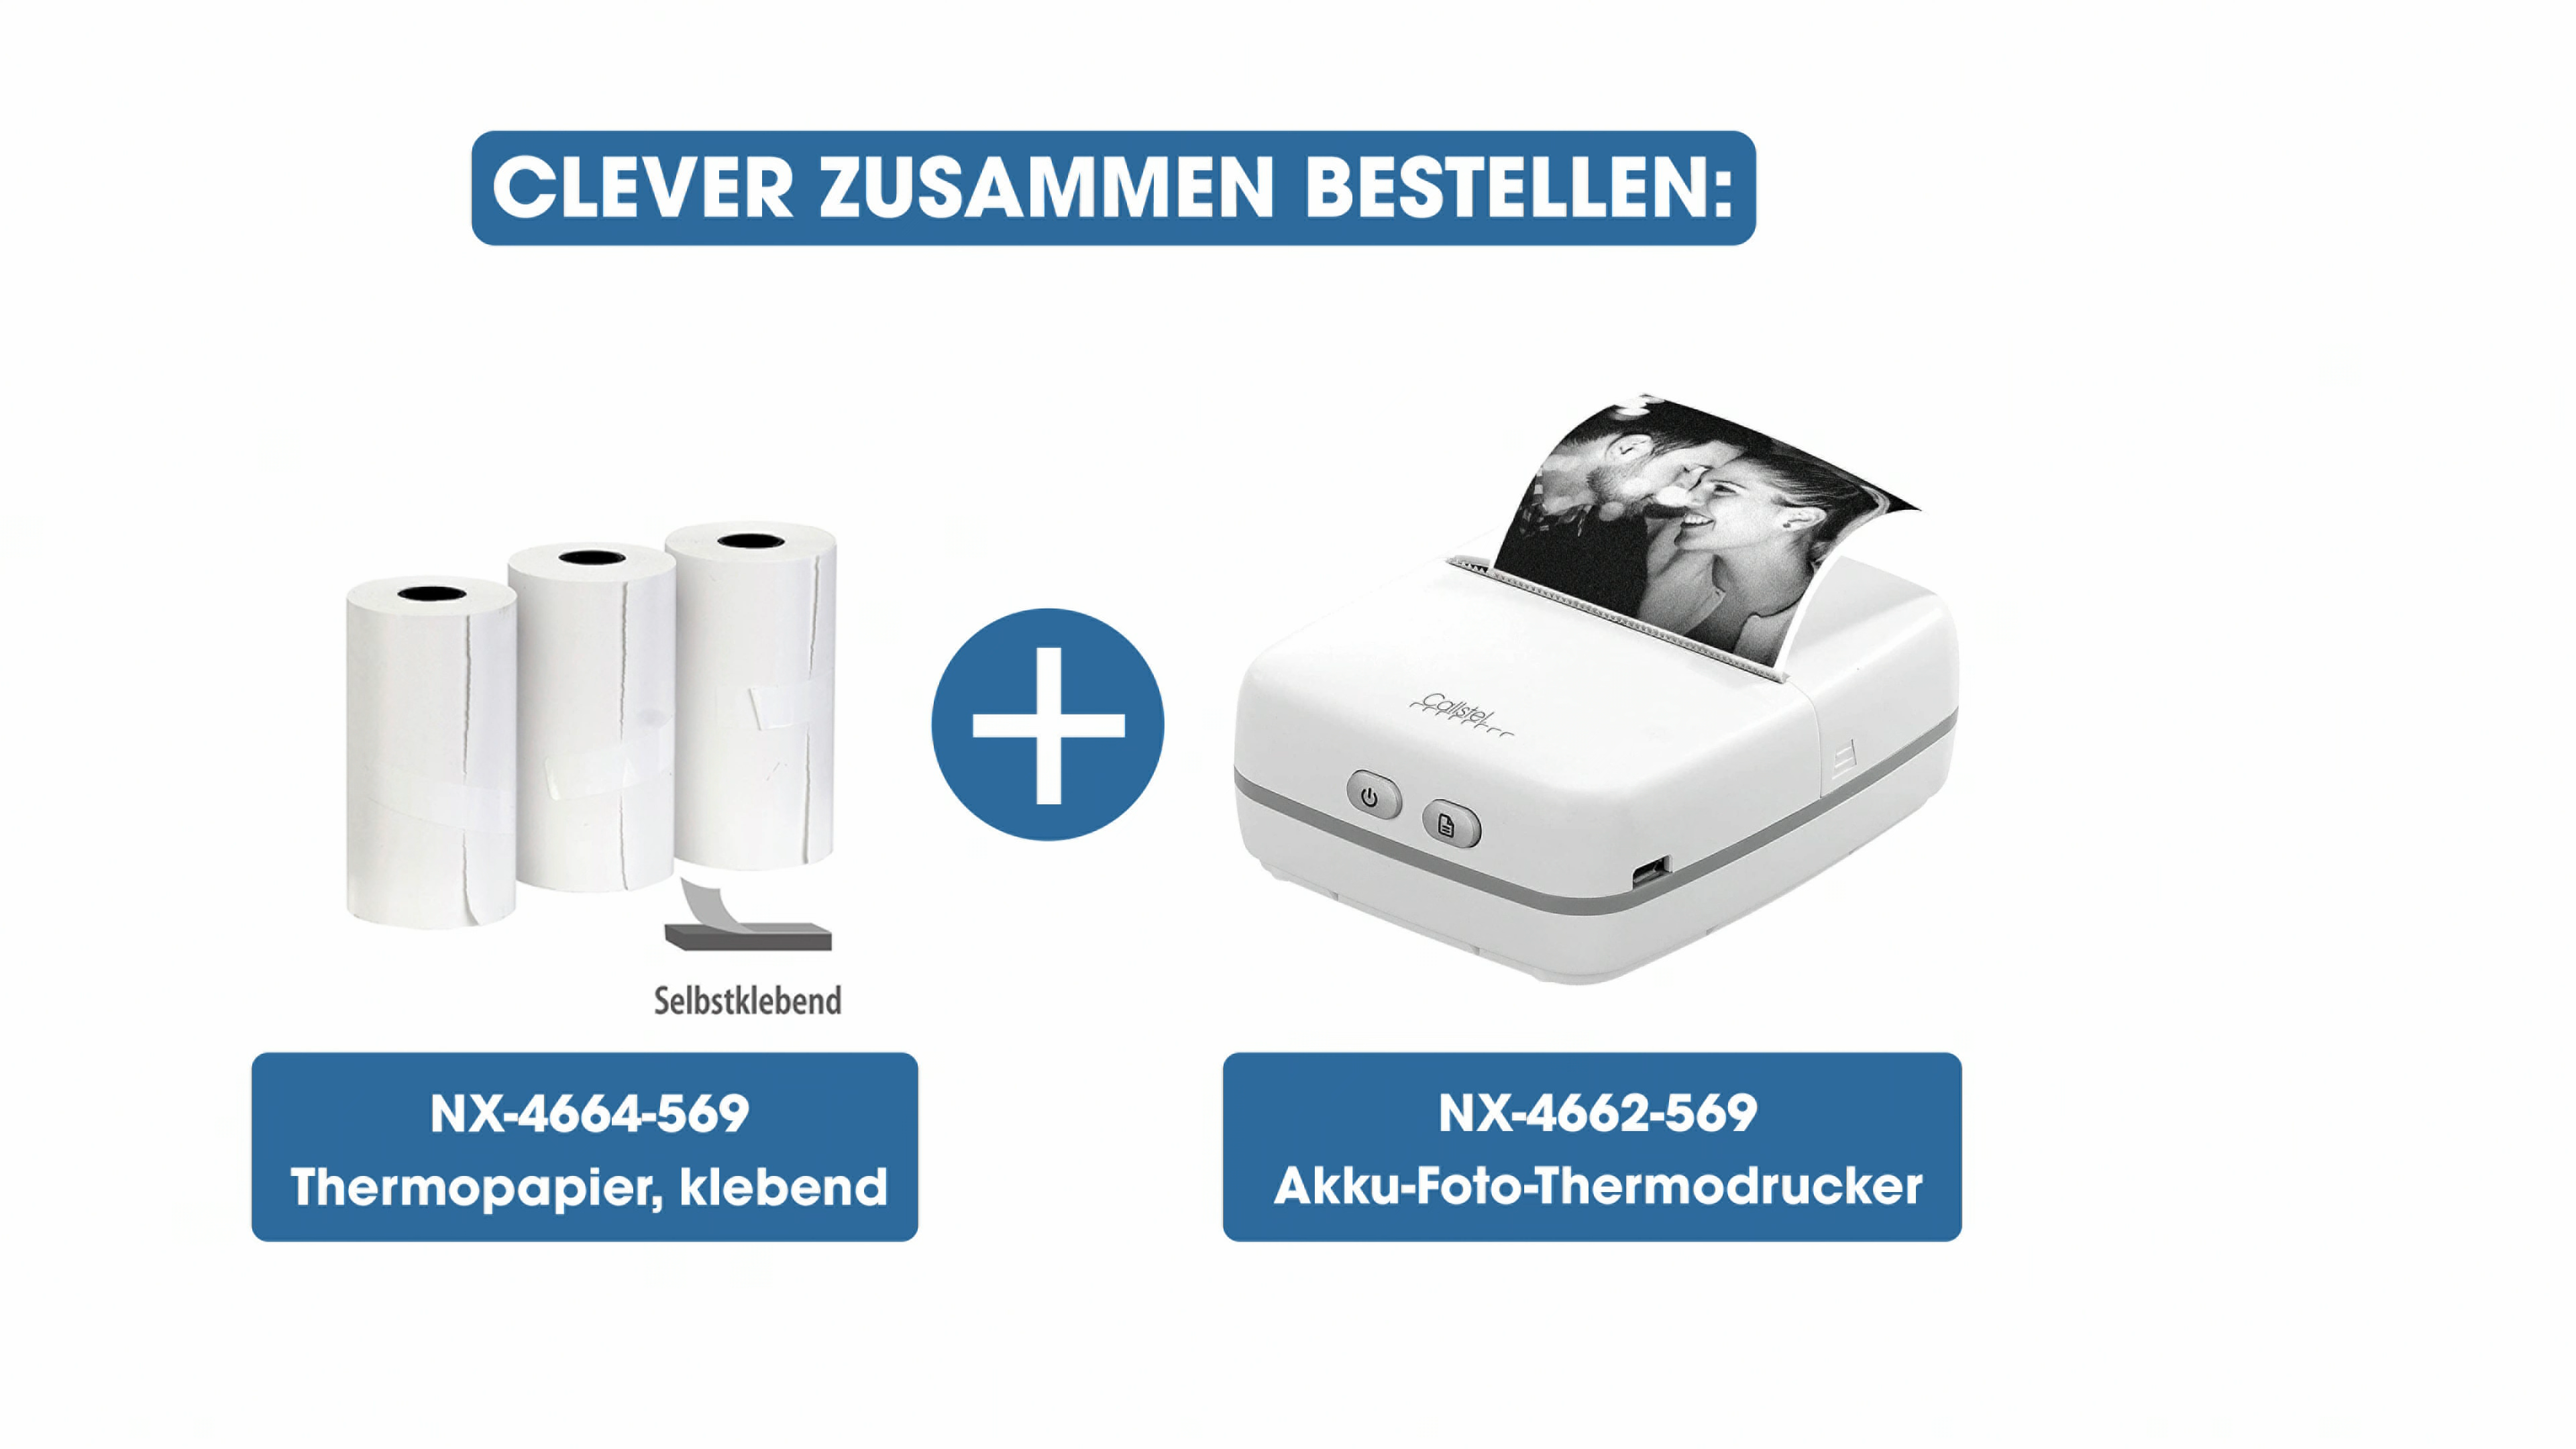 CLEVER ZUSAMMEN BESTELLEN:
Callstel
Selbstklebend
NX-4664-569
Thermopapier, klebend
NX-4662-569
Akku-Foto-Thermodrucker